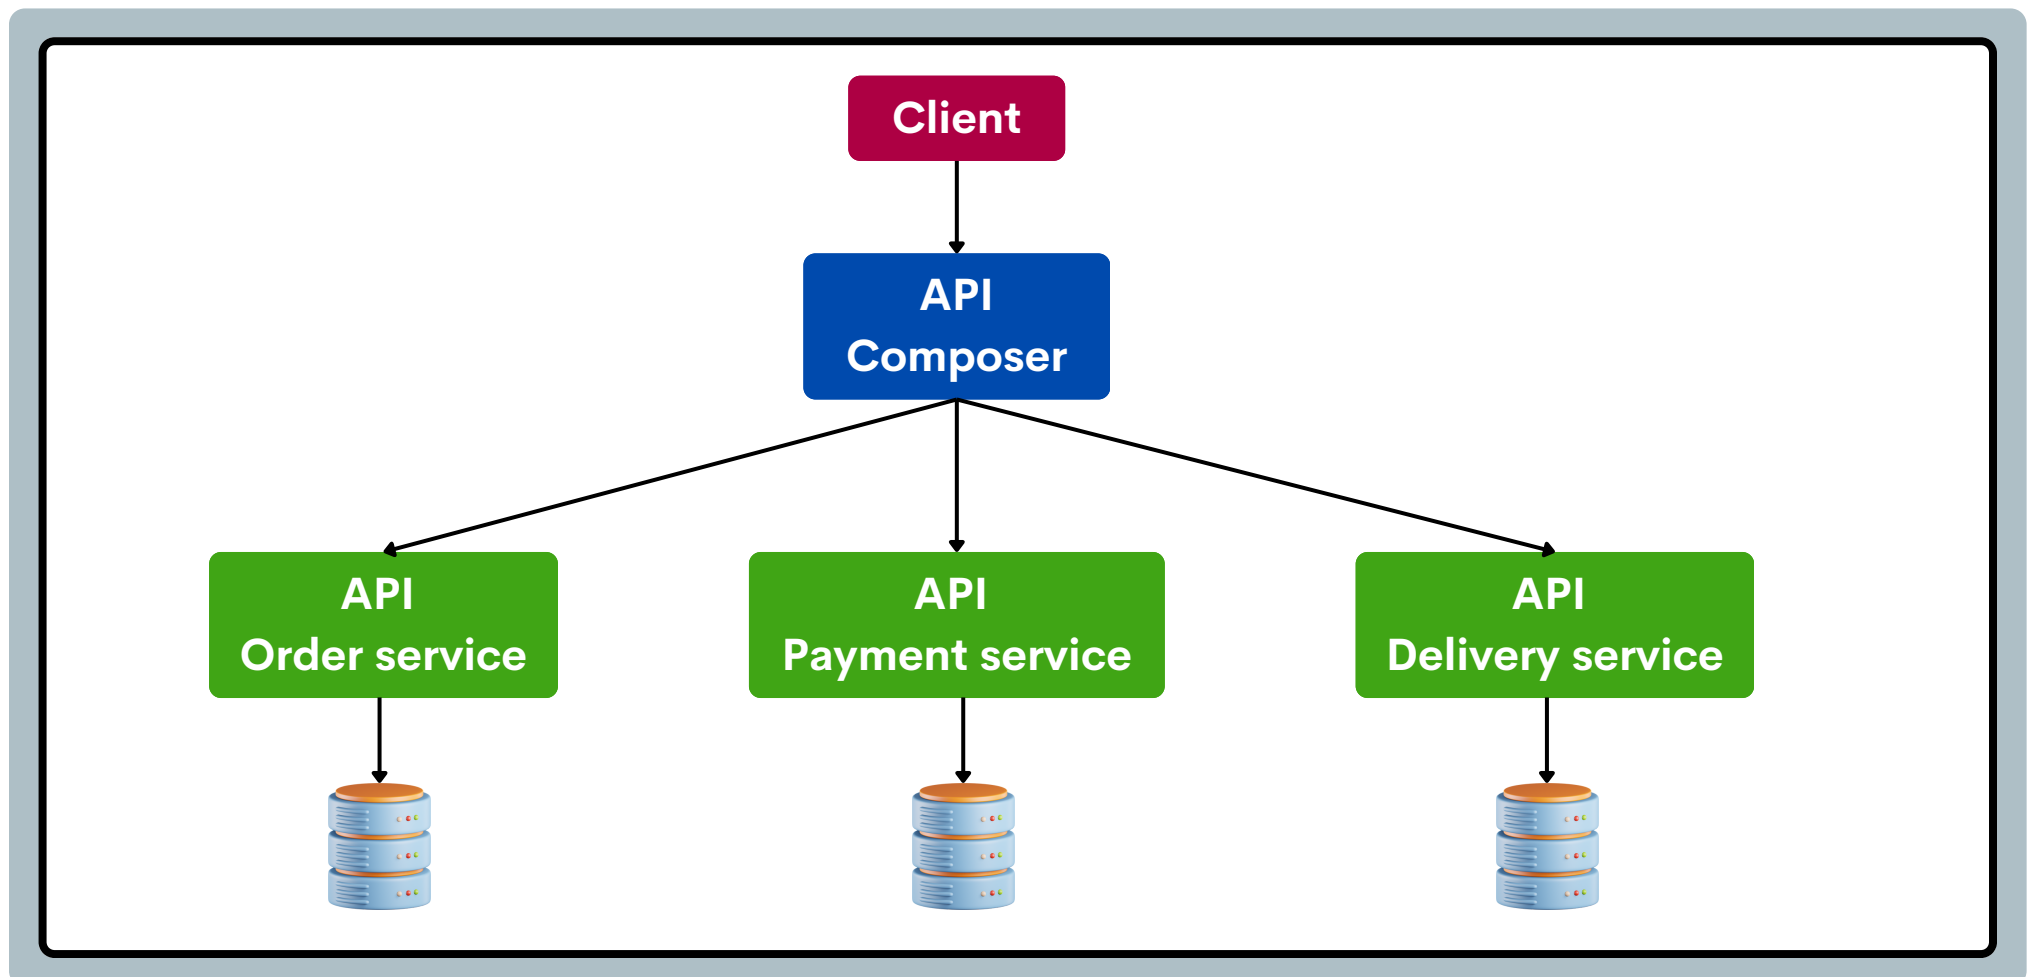 Client
API
Composer
API
Order service
API
Payment service
API
Delivery service